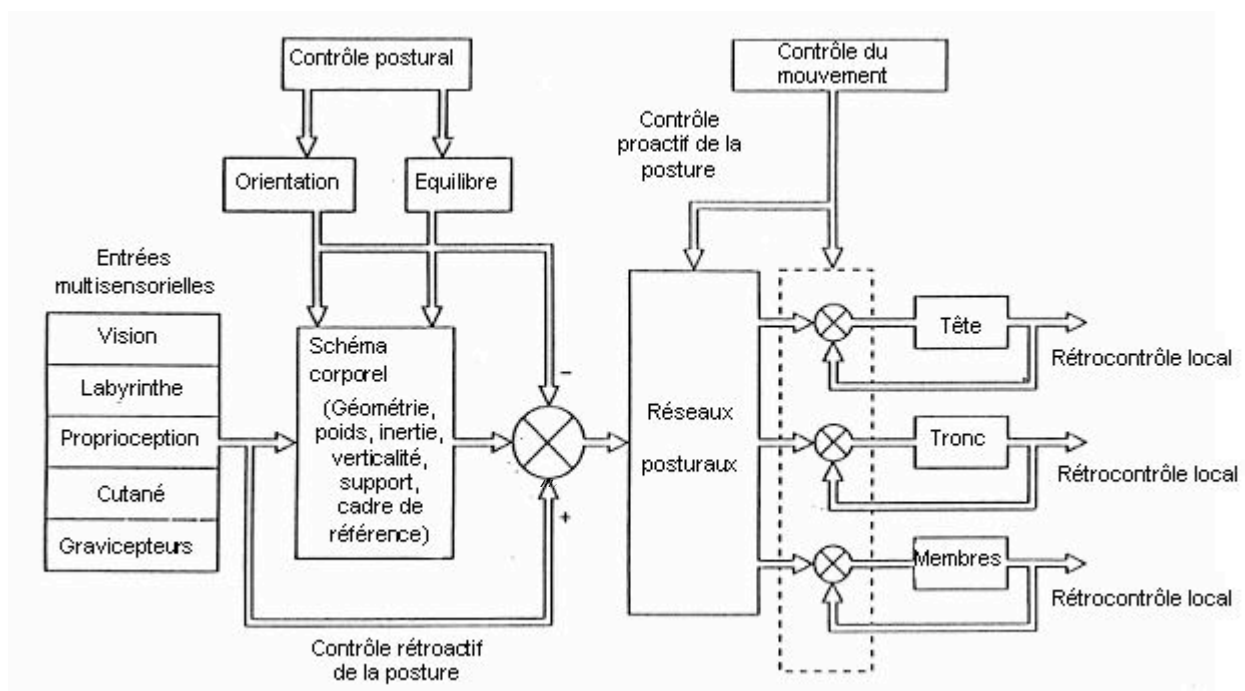 Contrôle postural
Contrôle du
mouvement
Contrôle
proactif de la
posture
Orientation
Equilibre
Entrées
multisensorielles
Vision
Labyrinthe
Proprioception
Cutané
Gravicepteurs
Schéma
corporel
(Géométrie,
poids, inertie,
verticalité,
support,
cadre de
référence)
–
+
Contrôle rétroactif
de la posture
Réseaux
posturaux
Tête
Rétrocontrôle local
Tronc
Rétrocontrôle local
Membres
Rétrocontrôle local